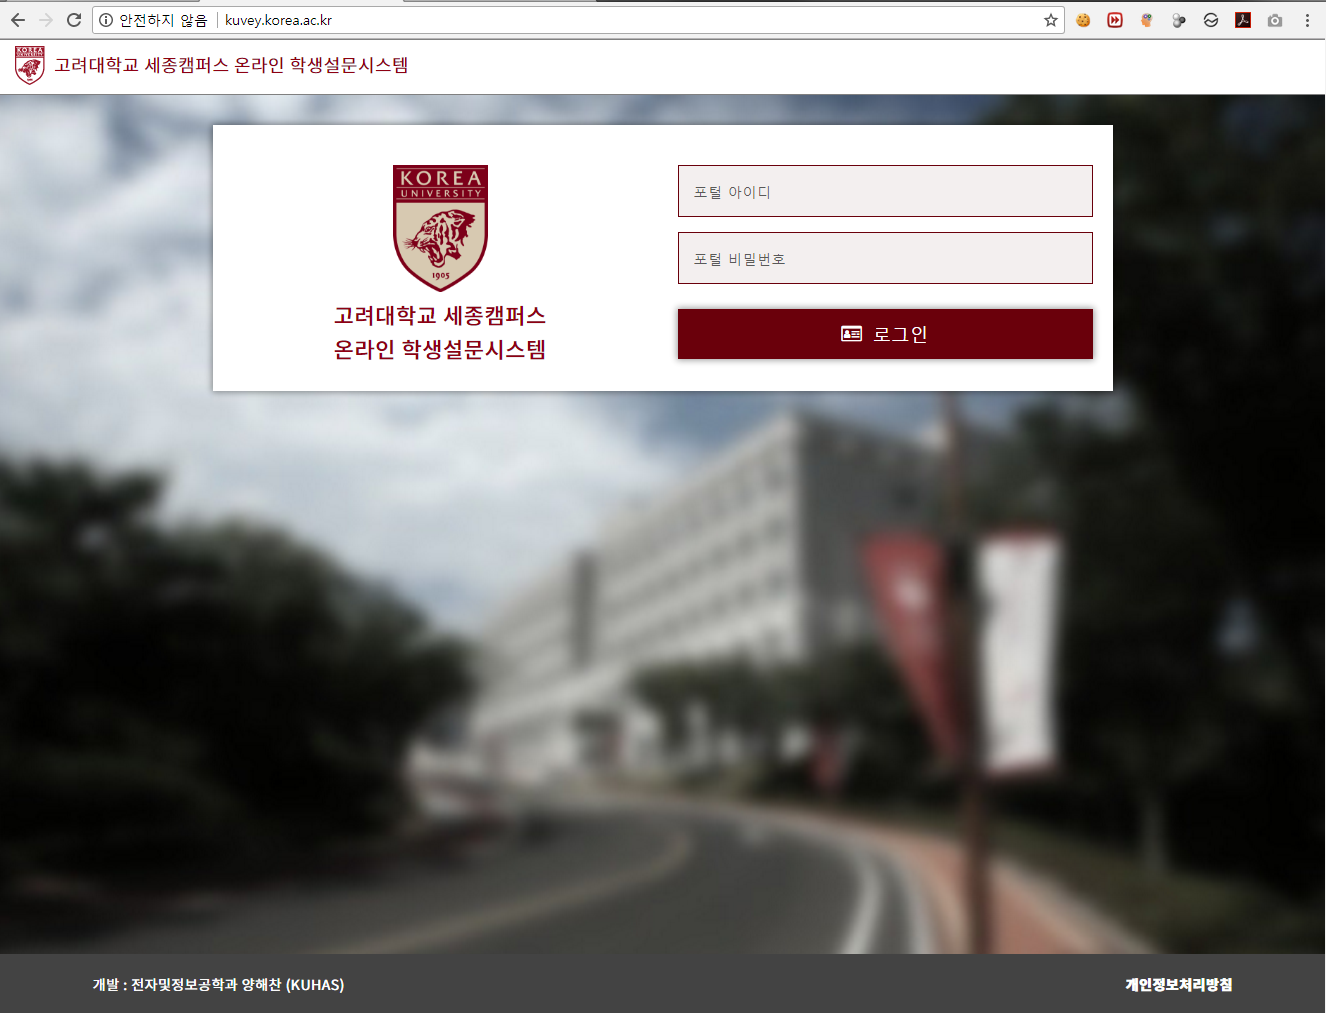 안전하지 않음 kuvey.korea.ac.kr
고려대학교 세종캠퍼스 온라인 학생설문시스템
KOREA
UNIVERSITY
1905
고려대학교 세종캠퍼스
온라인 학생설문시스템
포털 아이디
포털 비밀번호
로그인
개발 : 전자및정보공학과 양해찬 (KUHAS)
개인정보처리방침